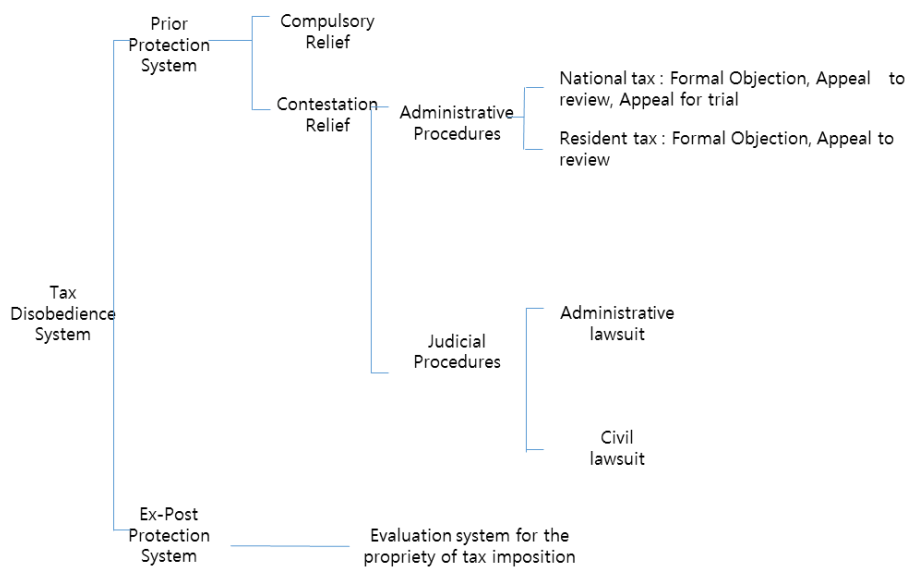 Prior
Protection
System
Compulsory
Relief
Contestation
Relief
Administrative
Procedures
National tax : Formal Objection, Appeal to
review, Appeal for trial
Resident tax : Formal Objection, Appeal to
review
Tax
Disobedience
System
Judicial
Procedures
Administrative
lawsuit
Civil
lawsuit
Ex-Post
Protection
System
Evaluation system for the
propriety of tax imposition